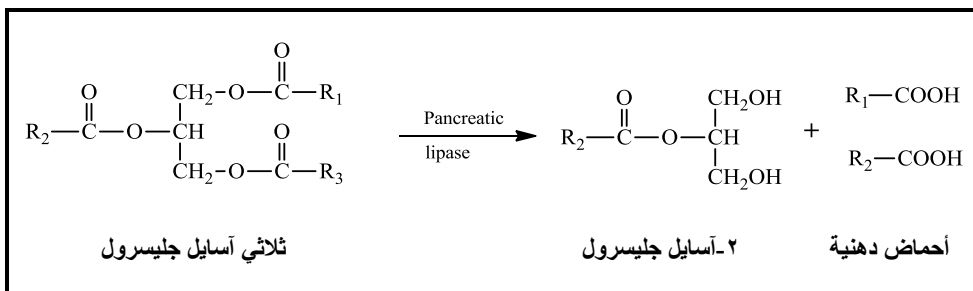 O
CH₂—O—C—R₁
O
R₂—C—O—CH
O
CH₂—O—C—R₃
Pancreatic
lipase
O
CH₂OH
R₂—C—O—CH
CH₂OH
+
R₁—COOH
R₂—COOH
ثلاثي آسايل جليسرول
٢-آسايل جليسرول
أحماض دهنية